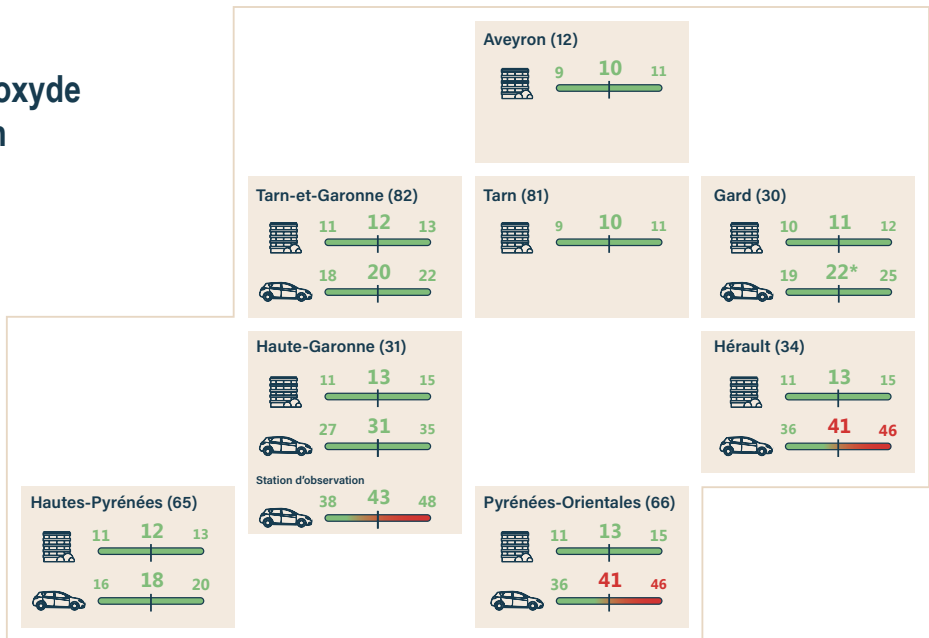 oxyde
Aveyron (12)
9 10 11
Tarn-et-Garonne (82)
11 12 13
18 20 22
Tarn (81)
9 10 11
Gard (30)
10 11 12
19 22* 25
Haute-Garonne (31)
11 13 15
27 31 35
Station d'observation
38 43 48
Hérault (34)
11 13 15
36 41 46
Hautes-Pyrénées (65)
11 12 13
16 18 20
Pyrénées-Orientales (66)
11 13 15
36 41 46